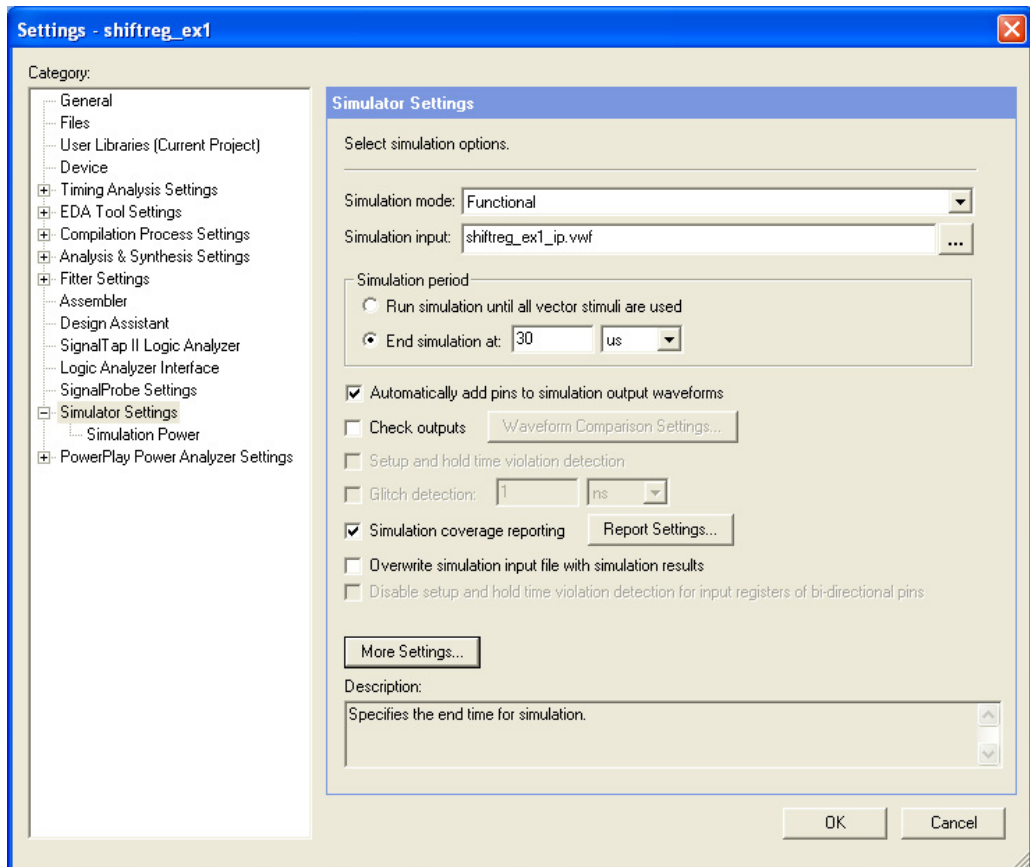 Settings - shiftreg_ex1
Category:
General
Files
User Libraries (Current Project)
Device
Timing Analysis Settings
EDA Tool Settings
Compilation Process Settings
Analysis & Synthesis Settings
Fitter Settings
Assembler
Design Assistant
SignalTap II Logic Analyzer
Logic Analyzer Interface
SignalProbe Settings
Simulator Settings
Simulation Power
PowerPlay Power Analyzer Settings
Simulator Settings
Select simulation options.
Simulation mode: Functional
Simulation input: shiftreg_ex1_ip.vwf ...
Simulation period
Run simulation until all vector stimuli are used
End simulation at: 30 us
Automatically add pins to simulation output waveforms
Check outputs Waveform Comparison Settings...
Setup and hold time violation detection
Glitch detection: 1 ns
Simulation coverage reporting Report Settings...
Overwrite simulation input file with simulation results
Disable setup and hold time violation detection for input registers of bi-directional pins
More Settings...
Description:
Specifies the end time for simulation.
OK Cancel